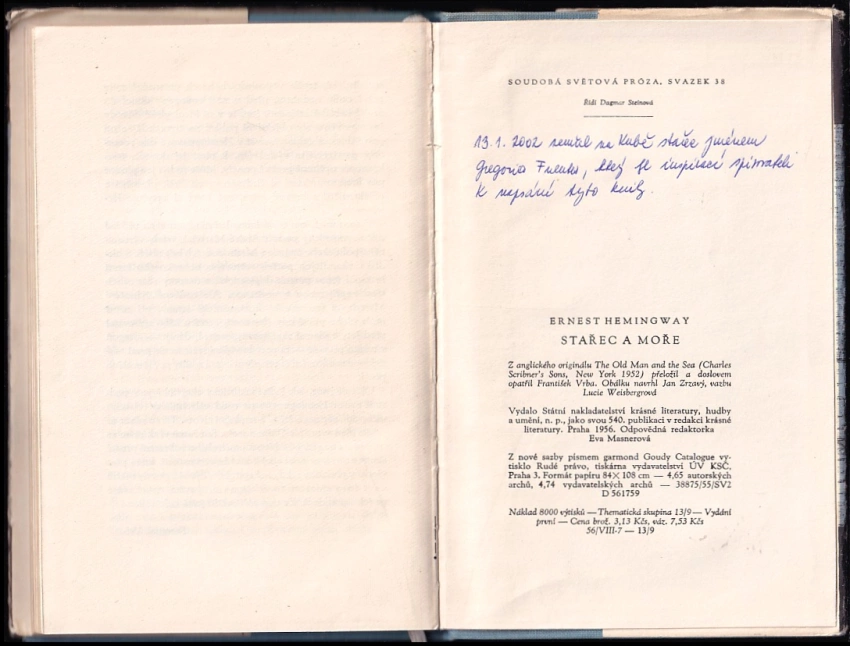 SOUDOBÁ SVĚTOVÁ PRÓZA, SVAZEK 38
Řídí Dagmar Steinová
13.1. 2002 zemřel na Kubě stařec jménem
Gregorio Fuentes, který byl inspirací spisovateli
k napsání této knihy.
ERNEST HEMINGWAY
STAŘEC A MOŘE
Z anglického originálu The Old Man and the Sea (Charles
Scribner's Sons, New York 1952) přeložil a doslovem
opatřil František Vrba. Obálku navrhl Jan Zrzavý, vazbu
Lucie Weisbergrová
Vydalo Státní nakladatelství krásné literatury, hudby
a umění, n. p., jako svou 540. publikaci v redakci krásné
literatury. Praha 1956. Odpovědná redaktorka
Eva Masnerová
Z nové sazby písmem garmond Goudy Catalogue vy-
tisklo Rudé právo, tiskárna vydavatelství ÚV KSČ,
Praha 3. Formát papíru 84×108 cm — 4,65 autorských
archů, 4,74 vydavatelských archů — 38875/55/SV2
D 561759
Náklad 8000 výtisků — Thematická skupina 13/9 — Vydání
první — Cena brož. 3,13 Kčs, váz. 7,53 Kčs
56/VIII-7 — 13/9